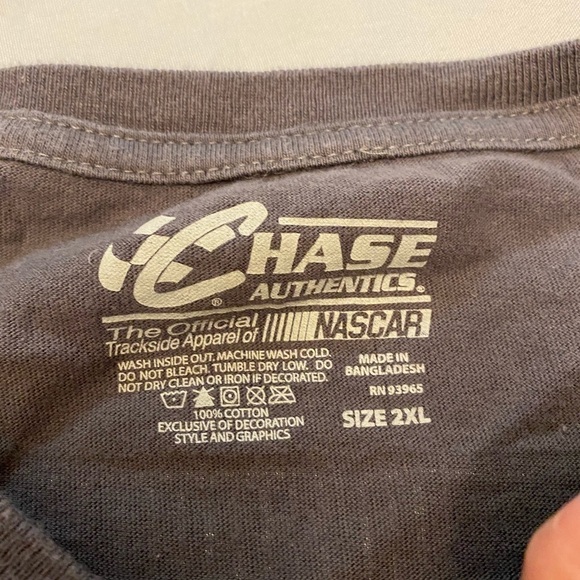 CHASE
AUTHENTICS®
The Official
Trackside Apparel of NASCAR
WASH INSIDE OUT. MACHINE WASH COLD.
DO NOT BLEACH. TUMBLE DRY LOW. DO
NOT DRY CLEAN OR IRON IF DECORATED.
100% COTTON
EXCLUSIVE OF DECORATION
STYLE AND GRAPHICS
MADE IN
BANGLADESH
RN 93965
SIZE 2XL